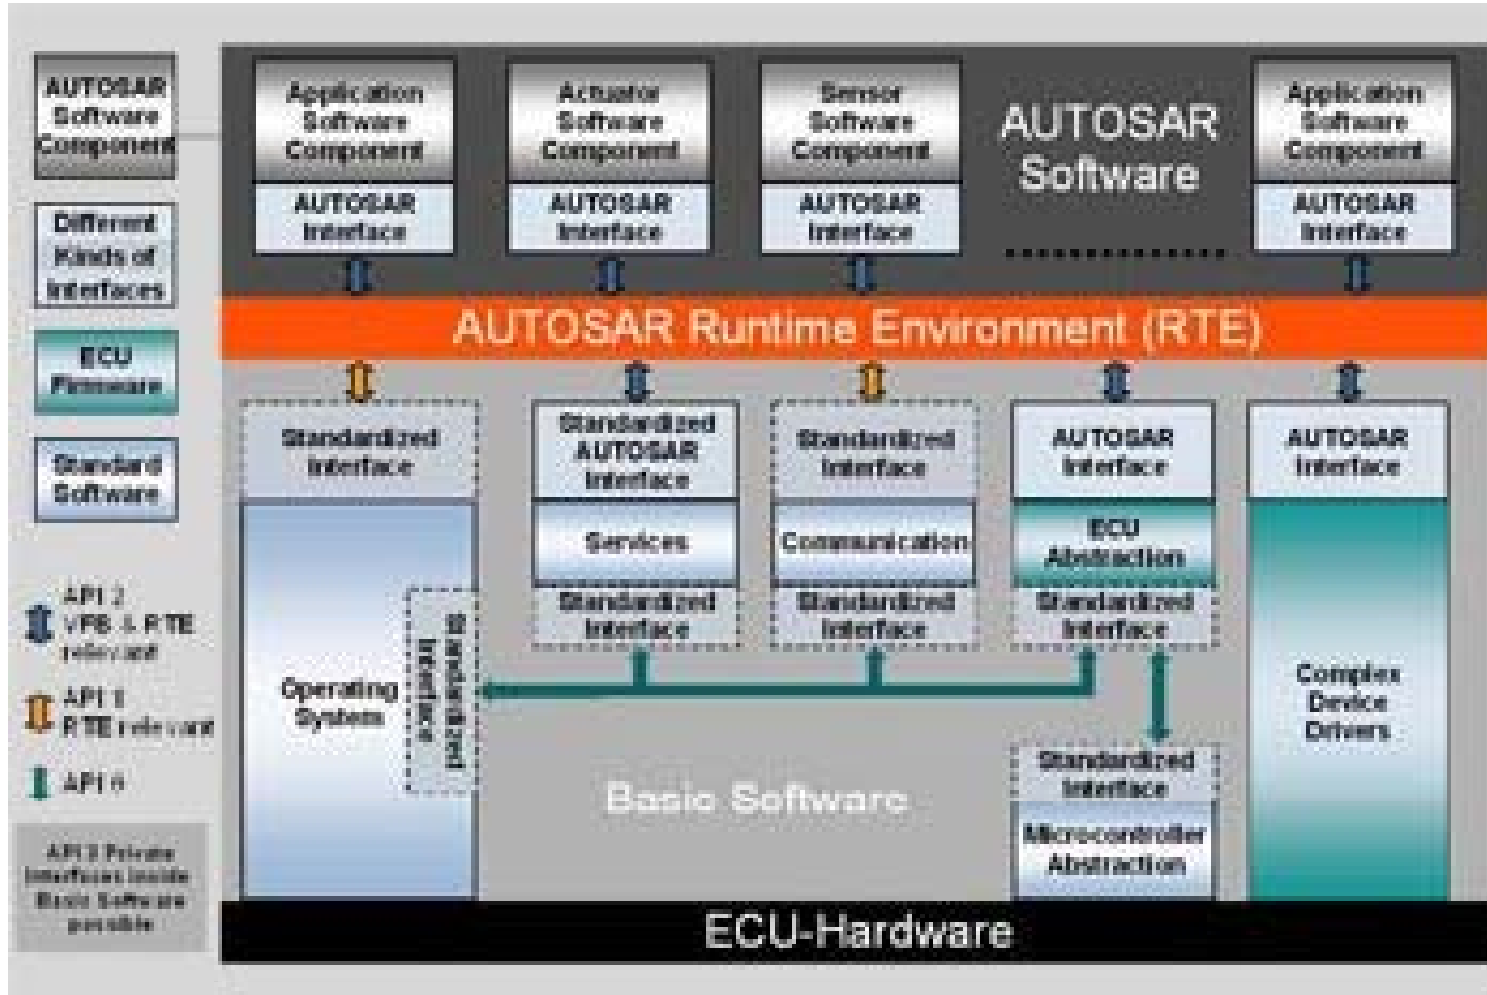 AUTOSAR
Software
Component
Different
Kinds of
Interfaces
ECU
Firmware
Standard
Software
API 2
VFB & RTE
relevant
API 1
RTE relevant
API
API 3 Private
Interfaces inside
Basic Software
possible
Application
Software
Component
AUTOSAR
Interface
Actuator
Software
Component
AUTOSAR
Interface
Sensor
Software
Component
AUTOSAR
Interface
AUTOSAR
Software
Application
Software
Component
AUTOSAR
Interface
AUTOSAR Runtime Environment (RTE)
Standardized
Interface
Operating
System
Standardized
Interface
Standardized
AUTOSAR
Interface
Services
Standardized
Interface
Standardized
Interface
Communication
Standardized
Interface
AUTOSAR
Interface
ECU
Abstraction
Standardized
Interface
Standardized
Interface
Microcontroller
Abstraction
AUTOSAR
Interface
Complex
Device
Drivers
Basic Software
ECU-Hardware